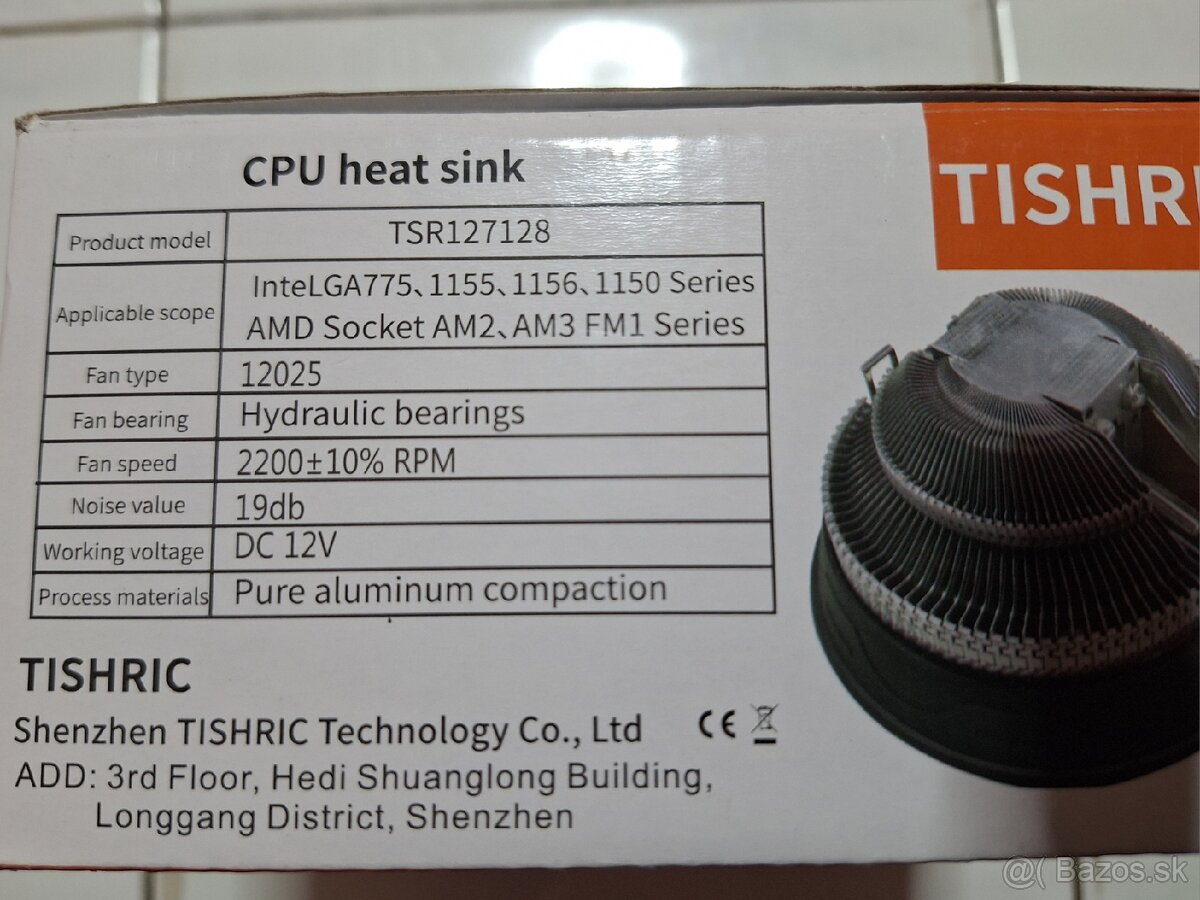 CPU heat sink
TISHRI
Product model TSR127128
Applicable scope InteLGA775、1155、1156、1150 Series
AMD Socket AM2、AM3 FM1 Series
Fan type 12025
Fan bearing Hydraulic bearings
Fan speed 2200±10% RPM
Noise value 19db
Working voltage DC 12V
Process materials Pure aluminum compaction
TISHRIC
Shenzhen TISHRIC Technology Co., Ltd CE
ADD: 3rd Floor, Hedi Shuanglong Building,
Longgang District, Shenzhen
@( Bazos.sk